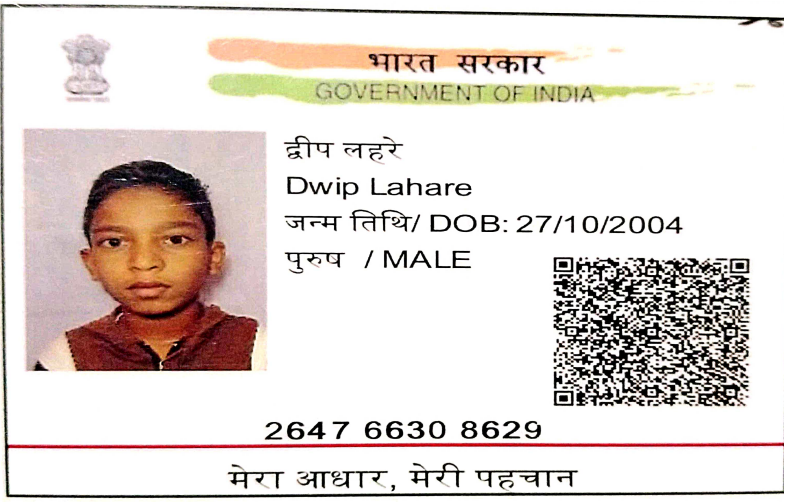 भारत सरकार
GOVERNMENT OF INDIA
द्वीप लहरे
Dwip Lahare
जन्म तिथि/ DOB: 27/10/2004
पुरुष / MALE
2647 6630 8629
मेरा आधार, मेरी पहचान